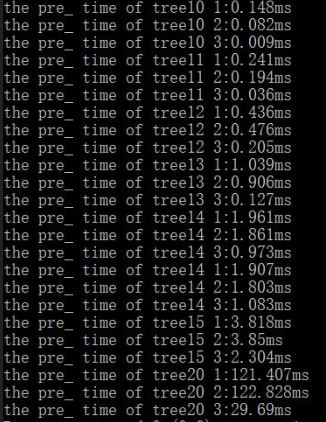 the pre_ time of tree10 1:0.148ms
the pre_ time of tree10 2:0.082ms
the pre_ time of tree10 3:0.009ms
the pre_ time of tree11 1:0.241ms
the pre_ time of tree11 2:0.194ms
the pre_ time of tree11 3:0.036ms
the pre_ time of tree12 1:0.436ms
the pre_ time of tree12 2:0.476ms
the pre_ time of tree12 3:0.205ms
the pre_ time of tree13 1:1.039ms
the pre_ time of tree13 2:0.906ms
the pre_ time of tree13 3:0.127ms
the pre_ time of tree14 1:1.961ms
the pre_ time of tree14 2:1.861ms
the pre_ time of tree14 3:0.973ms
the pre_ time of tree14 1:1.907ms
the pre_ time of tree14 2:1.803ms
the pre_ time of tree14 3:1.083ms
the pre_ time of tree15 1:3.818ms
the pre_ time of tree15 2:3.85ms
the pre_ time of tree15 3:2.304ms
the pre_ time of tree20 1:121.407ms
the pre_ time of tree20 2:122.828ms
the pre_ time of tree20 3:29.69ms